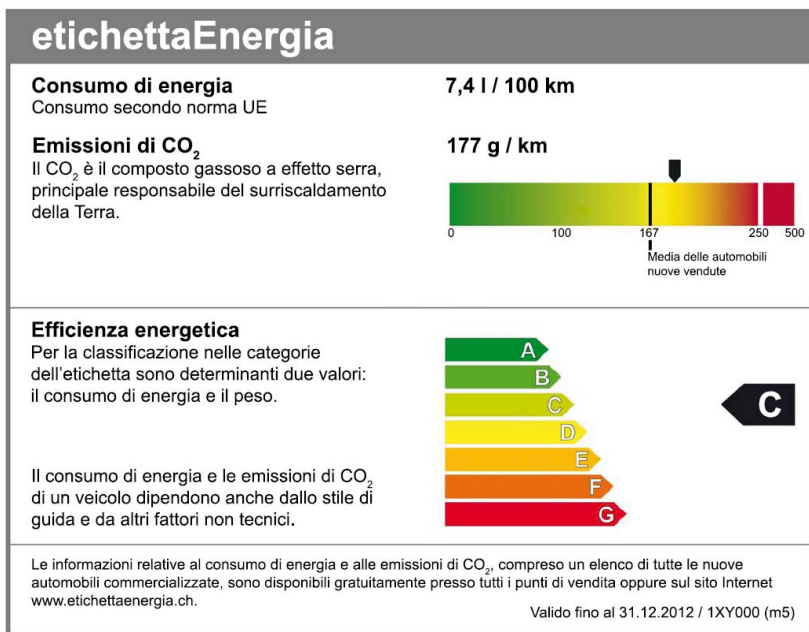 etichettaEnergia
Consumo di energia 7,4 l / 100 km
Consumo secondo norma UE
Emissioni di CO₂ 177 g / km
Il CO₂ è il composto gassoso a effetto serra,
principale responsabile del surriscaldamento
della Terra.
0 100 167 250 500
Media delle automobili
nuove vendute
Efficienza energetica
Per la classificazione nelle categorie
dell'etichetta sono determinanti due valori:
il consumo di energia e il peso.
A
B
C
D
E
F
G
C
Il consumo di energia e le emissioni di CO₂
di un veicolo dipendono anche dallo stile di
guida e da altri fattori non tecnici.
Le informazioni relative al consumo di energia e alle emissioni di CO₂, compreso un elenco di tutte le nuove
automobili commercializzate, sono disponibili gratuitamente presso tutti i punti di vendita oppure sul sito Internet
www.etichettaenergia.ch.
Valido fino al 31.12.2012 / 1XY000 (m5)